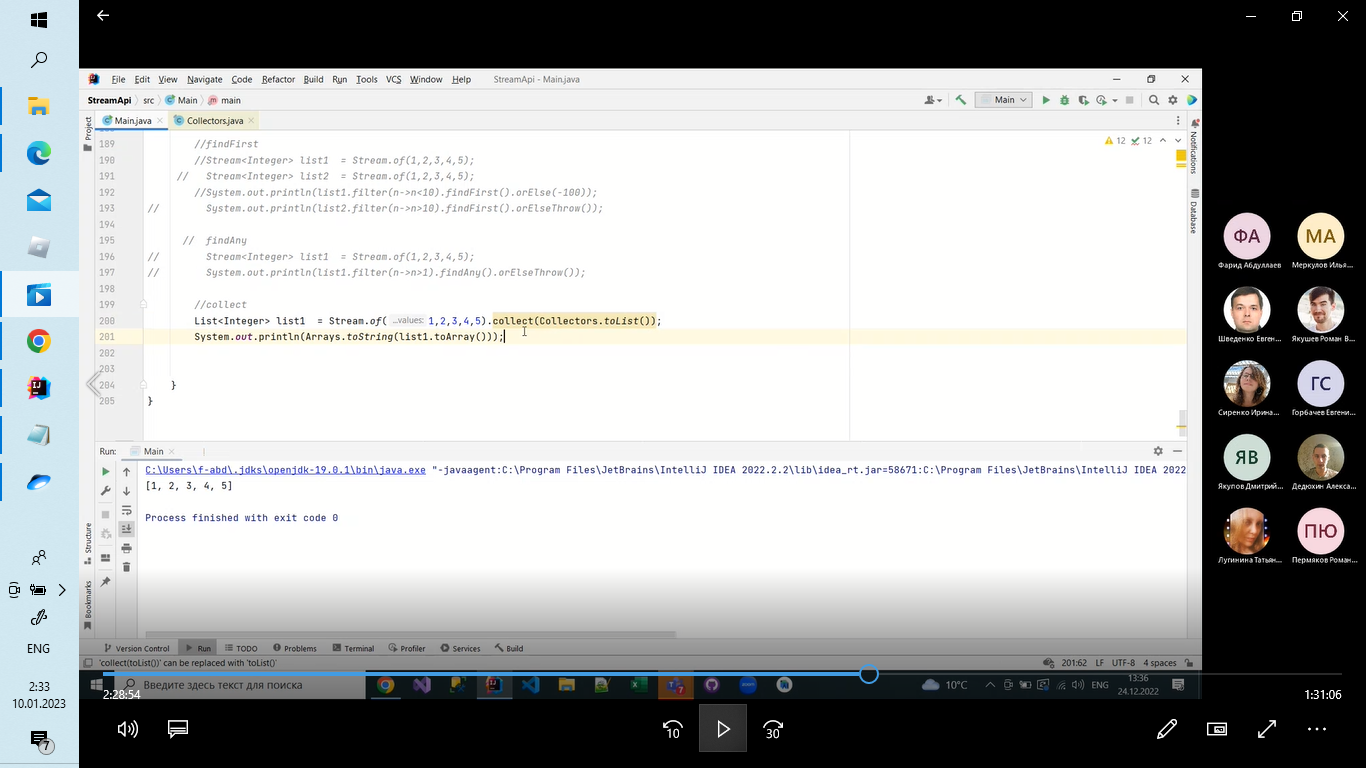 File Edit View Navigate Code Refactor Build Run Tools VCS Window Help StreamApi - Main.java
StreamApi src Main main Main
Main.java Collectors.java
Project
Notifications
Database
12 12
189 //findFirst
190 //Stream<Integer> list1  = Stream.of(1,2,3,4,5);
191 //   Stream<Integer> list2  = Stream.of(1,2,3,4,5);
192 //System.out.println(list1.filter(n->n<10).findFirst().orElse(-100));
193 //       System.out.println(list2.filter(n->n>10).findFirst().orElseThrow());
194
195 //  findAny
196 //       Stream<Integer> list1  = Stream.of(1,2,3,4,5);
197 //       System.out.println(list1.filter(n->n>1).findAny().orElseThrow());
198
199 //collect
200 List<Integer> list1  = Stream.of( ...values: 1,2,3,4,5).collect(Collectors.toList());
201 System.out.println(Arrays.toString(list1.toArray()));
202
203
204 }
205 }
Run: Main
C:\Users\f-abd\.jdks\openjdk-19.0.1\bin\java.exe "-javaagent:C:\Program Files\JetBrains\IntelliJ IDEA 2022.2.2\lib\idea_rt.jar=58671:C:\Program Files\JetBrains\IntelliJ IDEA 2022
[1, 2, 3, 4, 5]
Process finished with exit code 0
Structure
Bookmarks
Version Control Run TODO Problems Terminal Profiler Services Build
'collect(toList())' can be replaced with 'toList()'
201:62 LF UTF-8 4 spaces
Введите здесь текст для поиска
10°C ENG 13:36
24.12.2022
2:28:54
1:31:06
10
30
ФА
Фарид Абдуллаев
МА
Меркулов Илья...
Шведенко Евген...
Якушев Роман В...
Сиренко Ирина...
ГС
Горбачев Евгени...
ЯВ
Якупов Дмитрий...
Дедюхин Алекса...
Лугинина Татьян...
ПЮ
Пермяков Роман...
ENG
2:33
10.01.2023
7